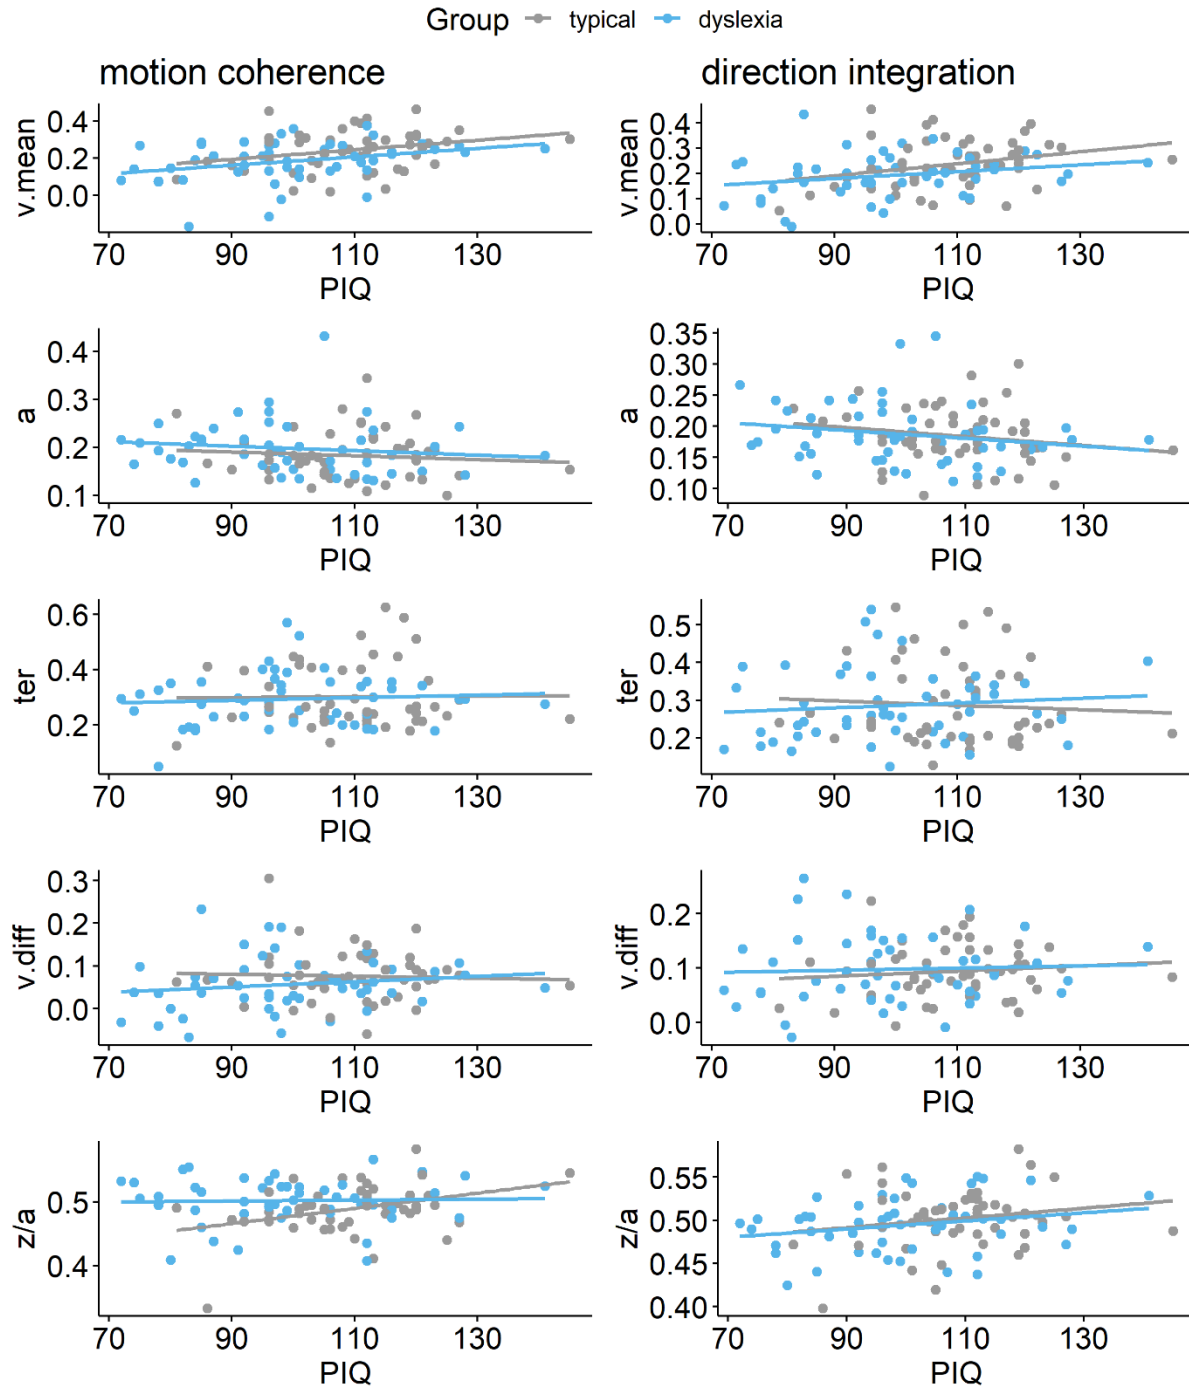 Group typical dyslexia
motion coherence direction integration
v.mean
0.4
0.2
0.0
70 90 110 130
PIQ
v.mean
0.4
0.3
0.2
0.1
0.0
70 90 110 130
PIQ
a
0.4
0.3
0.2
0.1
70 90 110 130
PIQ
a
0.35
0.30
0.25
0.20
0.15
0.10
70 90 110 130
PIQ
ter
0.6
0.4
0.2
70 90 110 130
PIQ
ter
0.5
0.4
0.3
0.2
70 90 110 130
PIQ
v.diff
0.3
0.2
0.1
0.0
70 90 110 130
PIQ
v.diff
0.2
0.1
0.0
70 90 110 130
PIQ
z/a
0.5
0.4
70 90 110 130
PIQ
z/a
0.55
0.50
0.45
0.40
70 90 110 130
PIQ